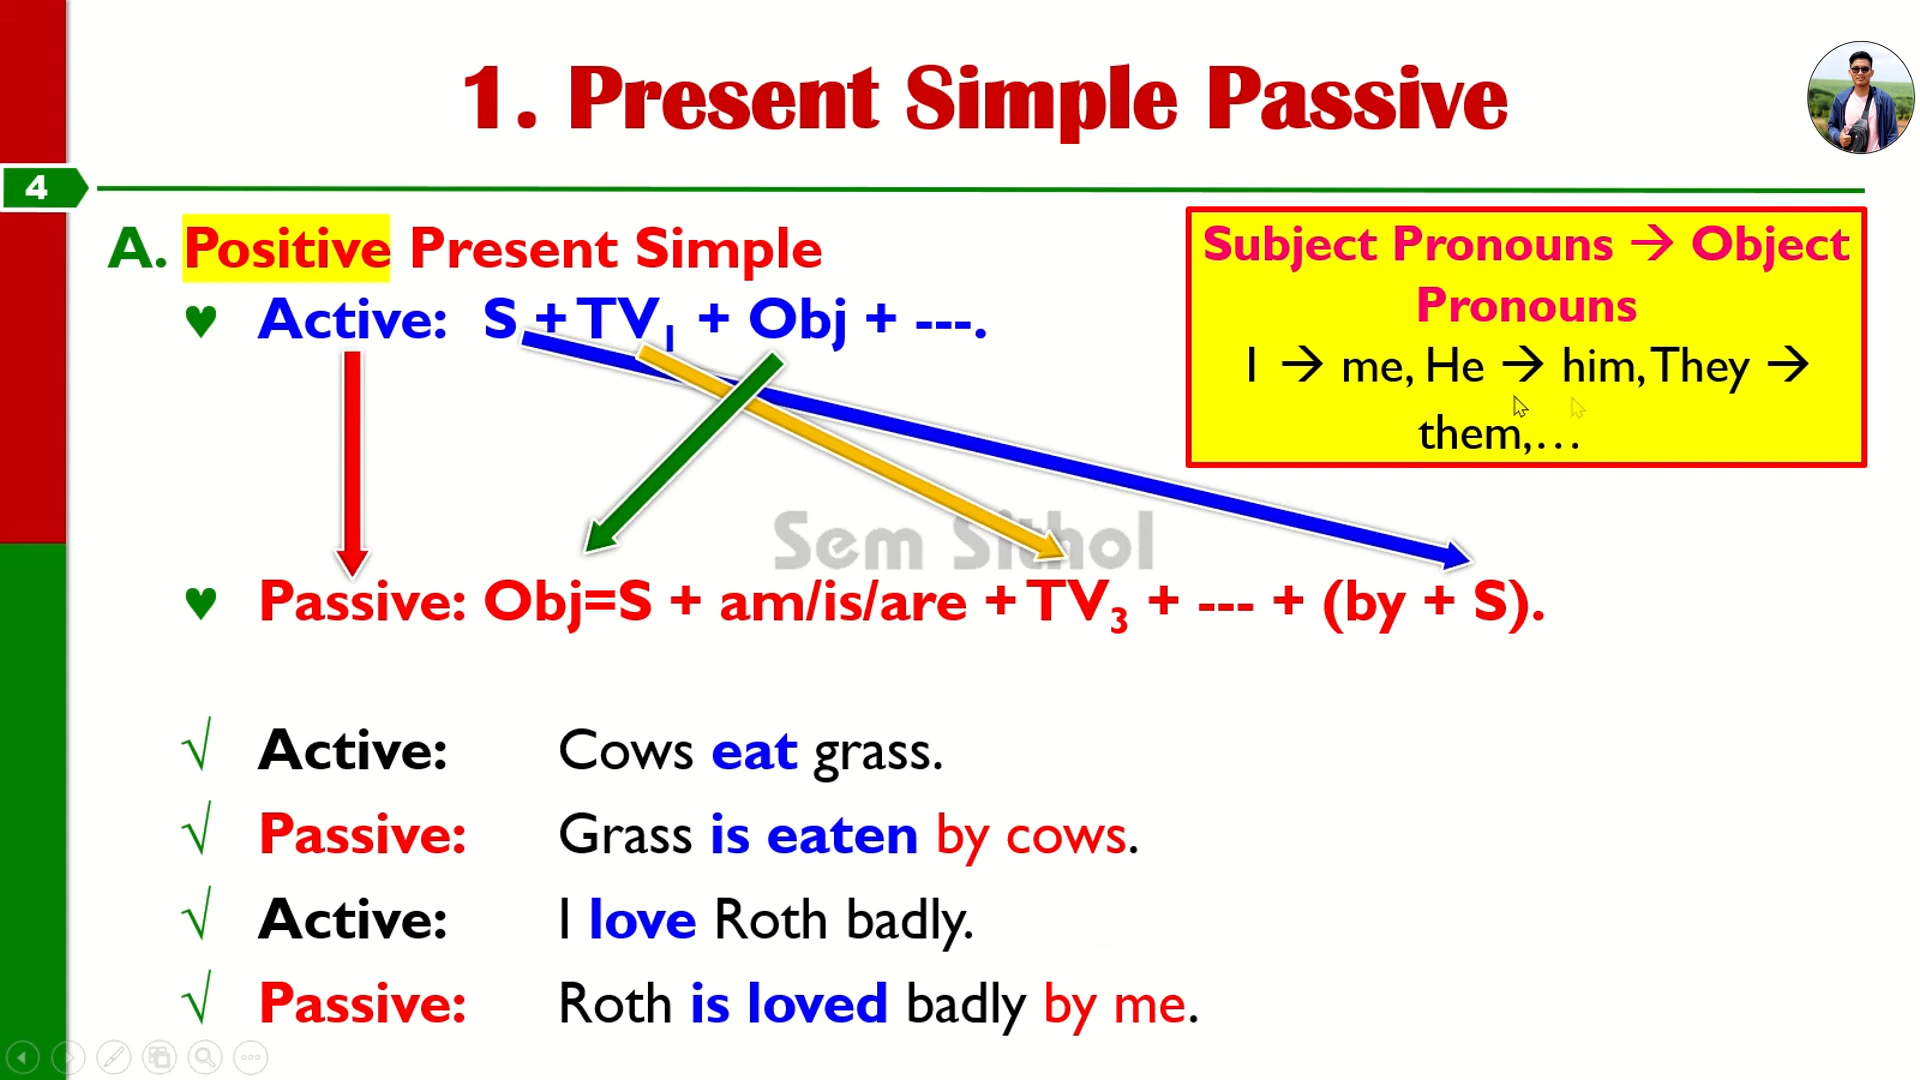 1. Present Simple Passive
4
A. Positive Present Simple
♥ Active: S + TV₁ + Obj + ---.
Subject Pronouns → Object
Pronouns
I → me, He → him, They →
them,…
Sem Sithol
♥ Passive: Obj=S + am/is/are + TV₃ + --- + (by + S).
√ Active: Cows eat grass.
√ Passive: Grass is eaten by cows.
√ Active: I love Roth badly.
√ Passive: Roth is loved badly by me.